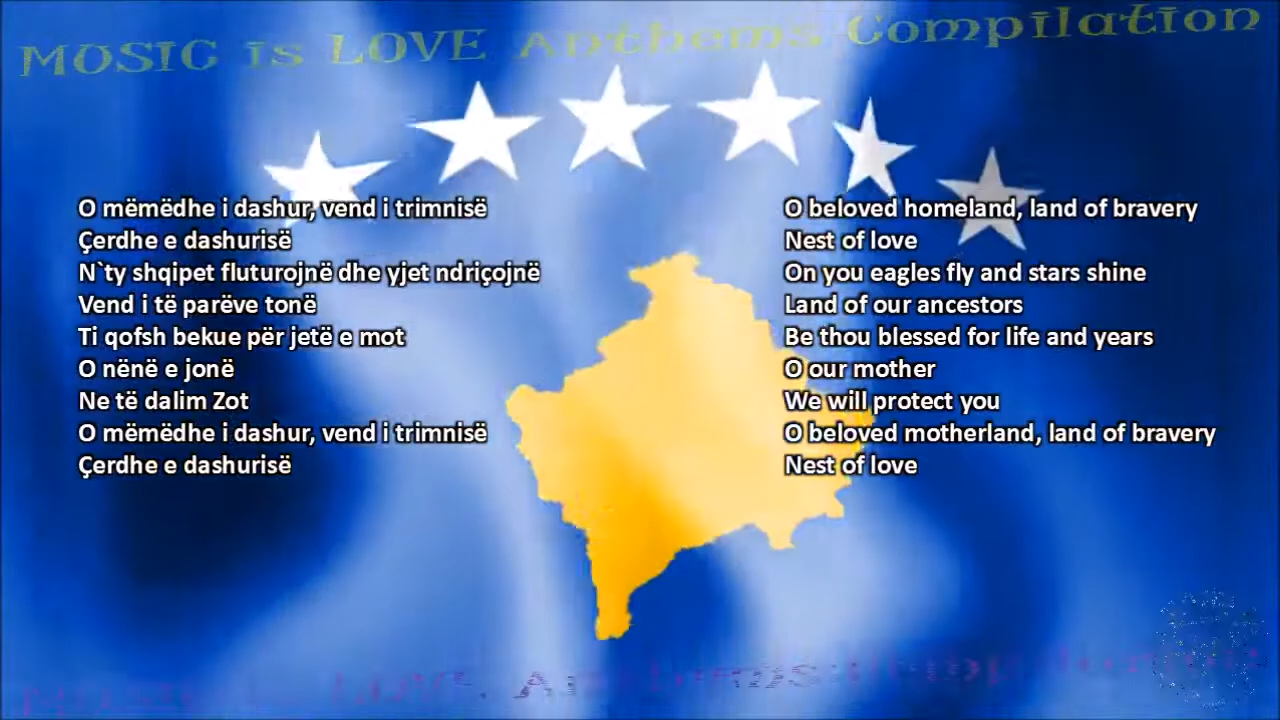 MUSIC is LOVE Anthems Compilation
O mëmëdhe i dashur, vend i trimnisë
Çerdhe e dashurisë
N`ty shqipet fluturojnë dhe yjet ndriçojnë
Vend i të parëve tonë
Ti qofsh bekue për jetë e mot
O nënë e jonë
Ne të dalim Zot
O mëmëdhe i dashur, vend i trimnisë
Çerdhe e dashurisë
O beloved homeland, land of bravery
Nest of love
On you eagles fly and stars shine
Land of our ancestors
Be thou blessed for life and years
O our mother
We will protect you
O beloved motherland, land of bravery
Nest of love